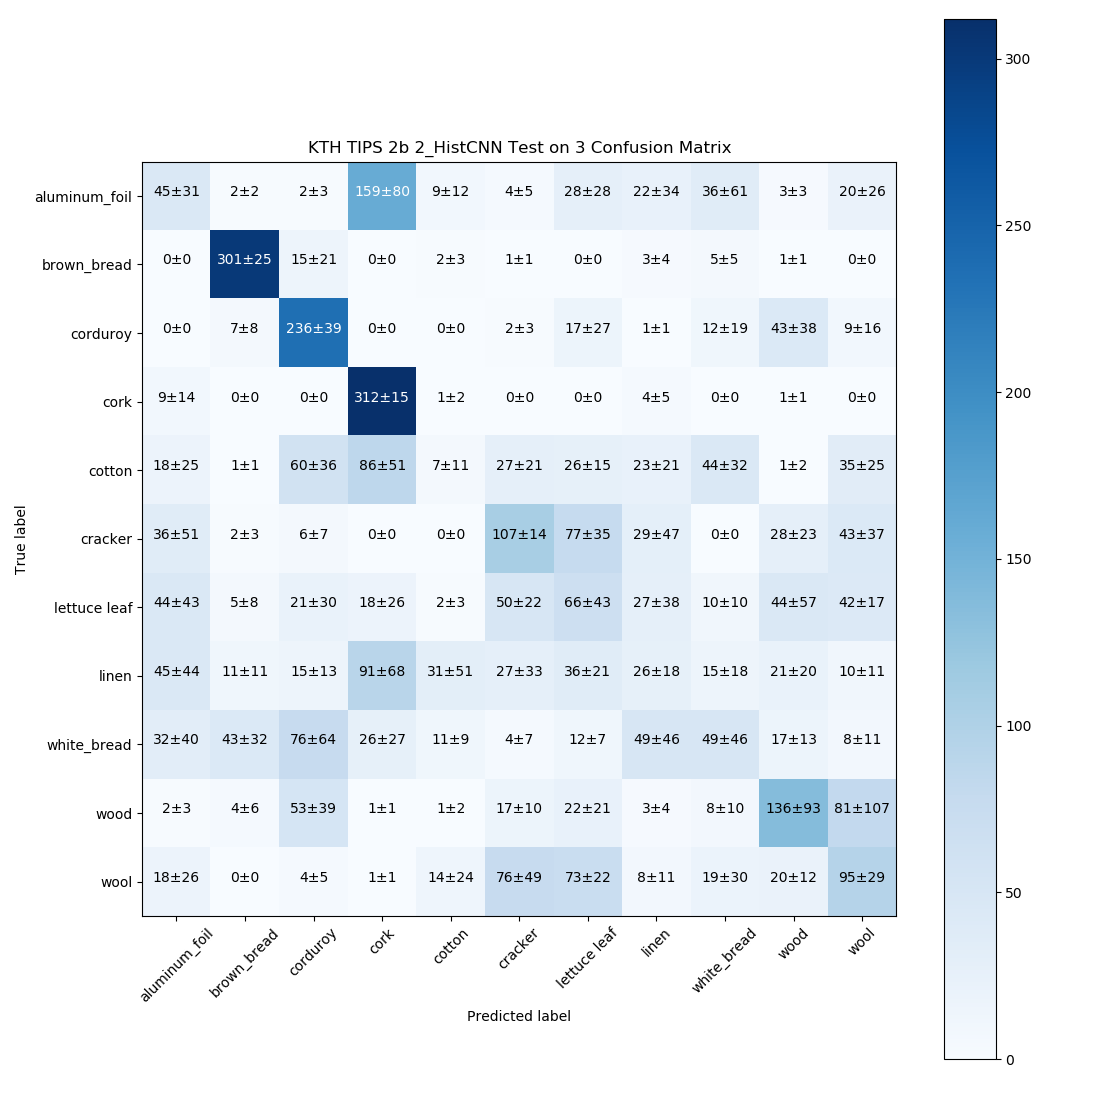 KTH TIPS 2b 2_HistCNN Test on 3 Confusion Matrix
aluminum_foil 45±31 2±2 2±3 159±80 9±12 4±5 28±28 22±34 36±61 3±3 20±26
brown_bread 0±0 301±25 15±21 0±0 2±3 1±1 0±0 3±4 5±5 1±1 0±0
corduroy 0±0 7±8 236±39 0±0 0±0 2±3 17±27 1±1 12±19 43±38 9±16
cork 9±14 0±0 0±0 312±15 1±2 0±0 0±0 4±5 0±0 1±1 0±0
cotton 18±25 1±1 60±36 86±51 7±11 27±21 26±15 23±21 44±32 1±2 35±25
cracker 36±51 2±3 6±7 0±0 0±0 107±14 77±35 29±47 0±0 28±23 43±37
lettuce leaf 44±43 5±8 21±30 18±26 2±3 50±22 66±43 27±38 10±10 44±57 42±17
linen 45±44 11±11 15±13 91±68 31±51 27±33 36±21 26±18 15±18 21±20 10±11
white_bread 32±40 43±32 76±64 26±27 11±9 4±7 12±7 49±46 49±46 17±13 8±11
wood 2±3 4±6 53±39 1±1 1±2 17±10 22±21 3±4 8±10 136±93 81±107
wool 18±26 0±0 4±5 1±1 14±24 76±49 73±22 8±11 19±30 20±12 95±29
aluminum_foil brown_bread corduroy cork cotton cracker lettuce leaf linen white_bread wood wool
Predicted label
True label
300
250
200
150
100
50
0